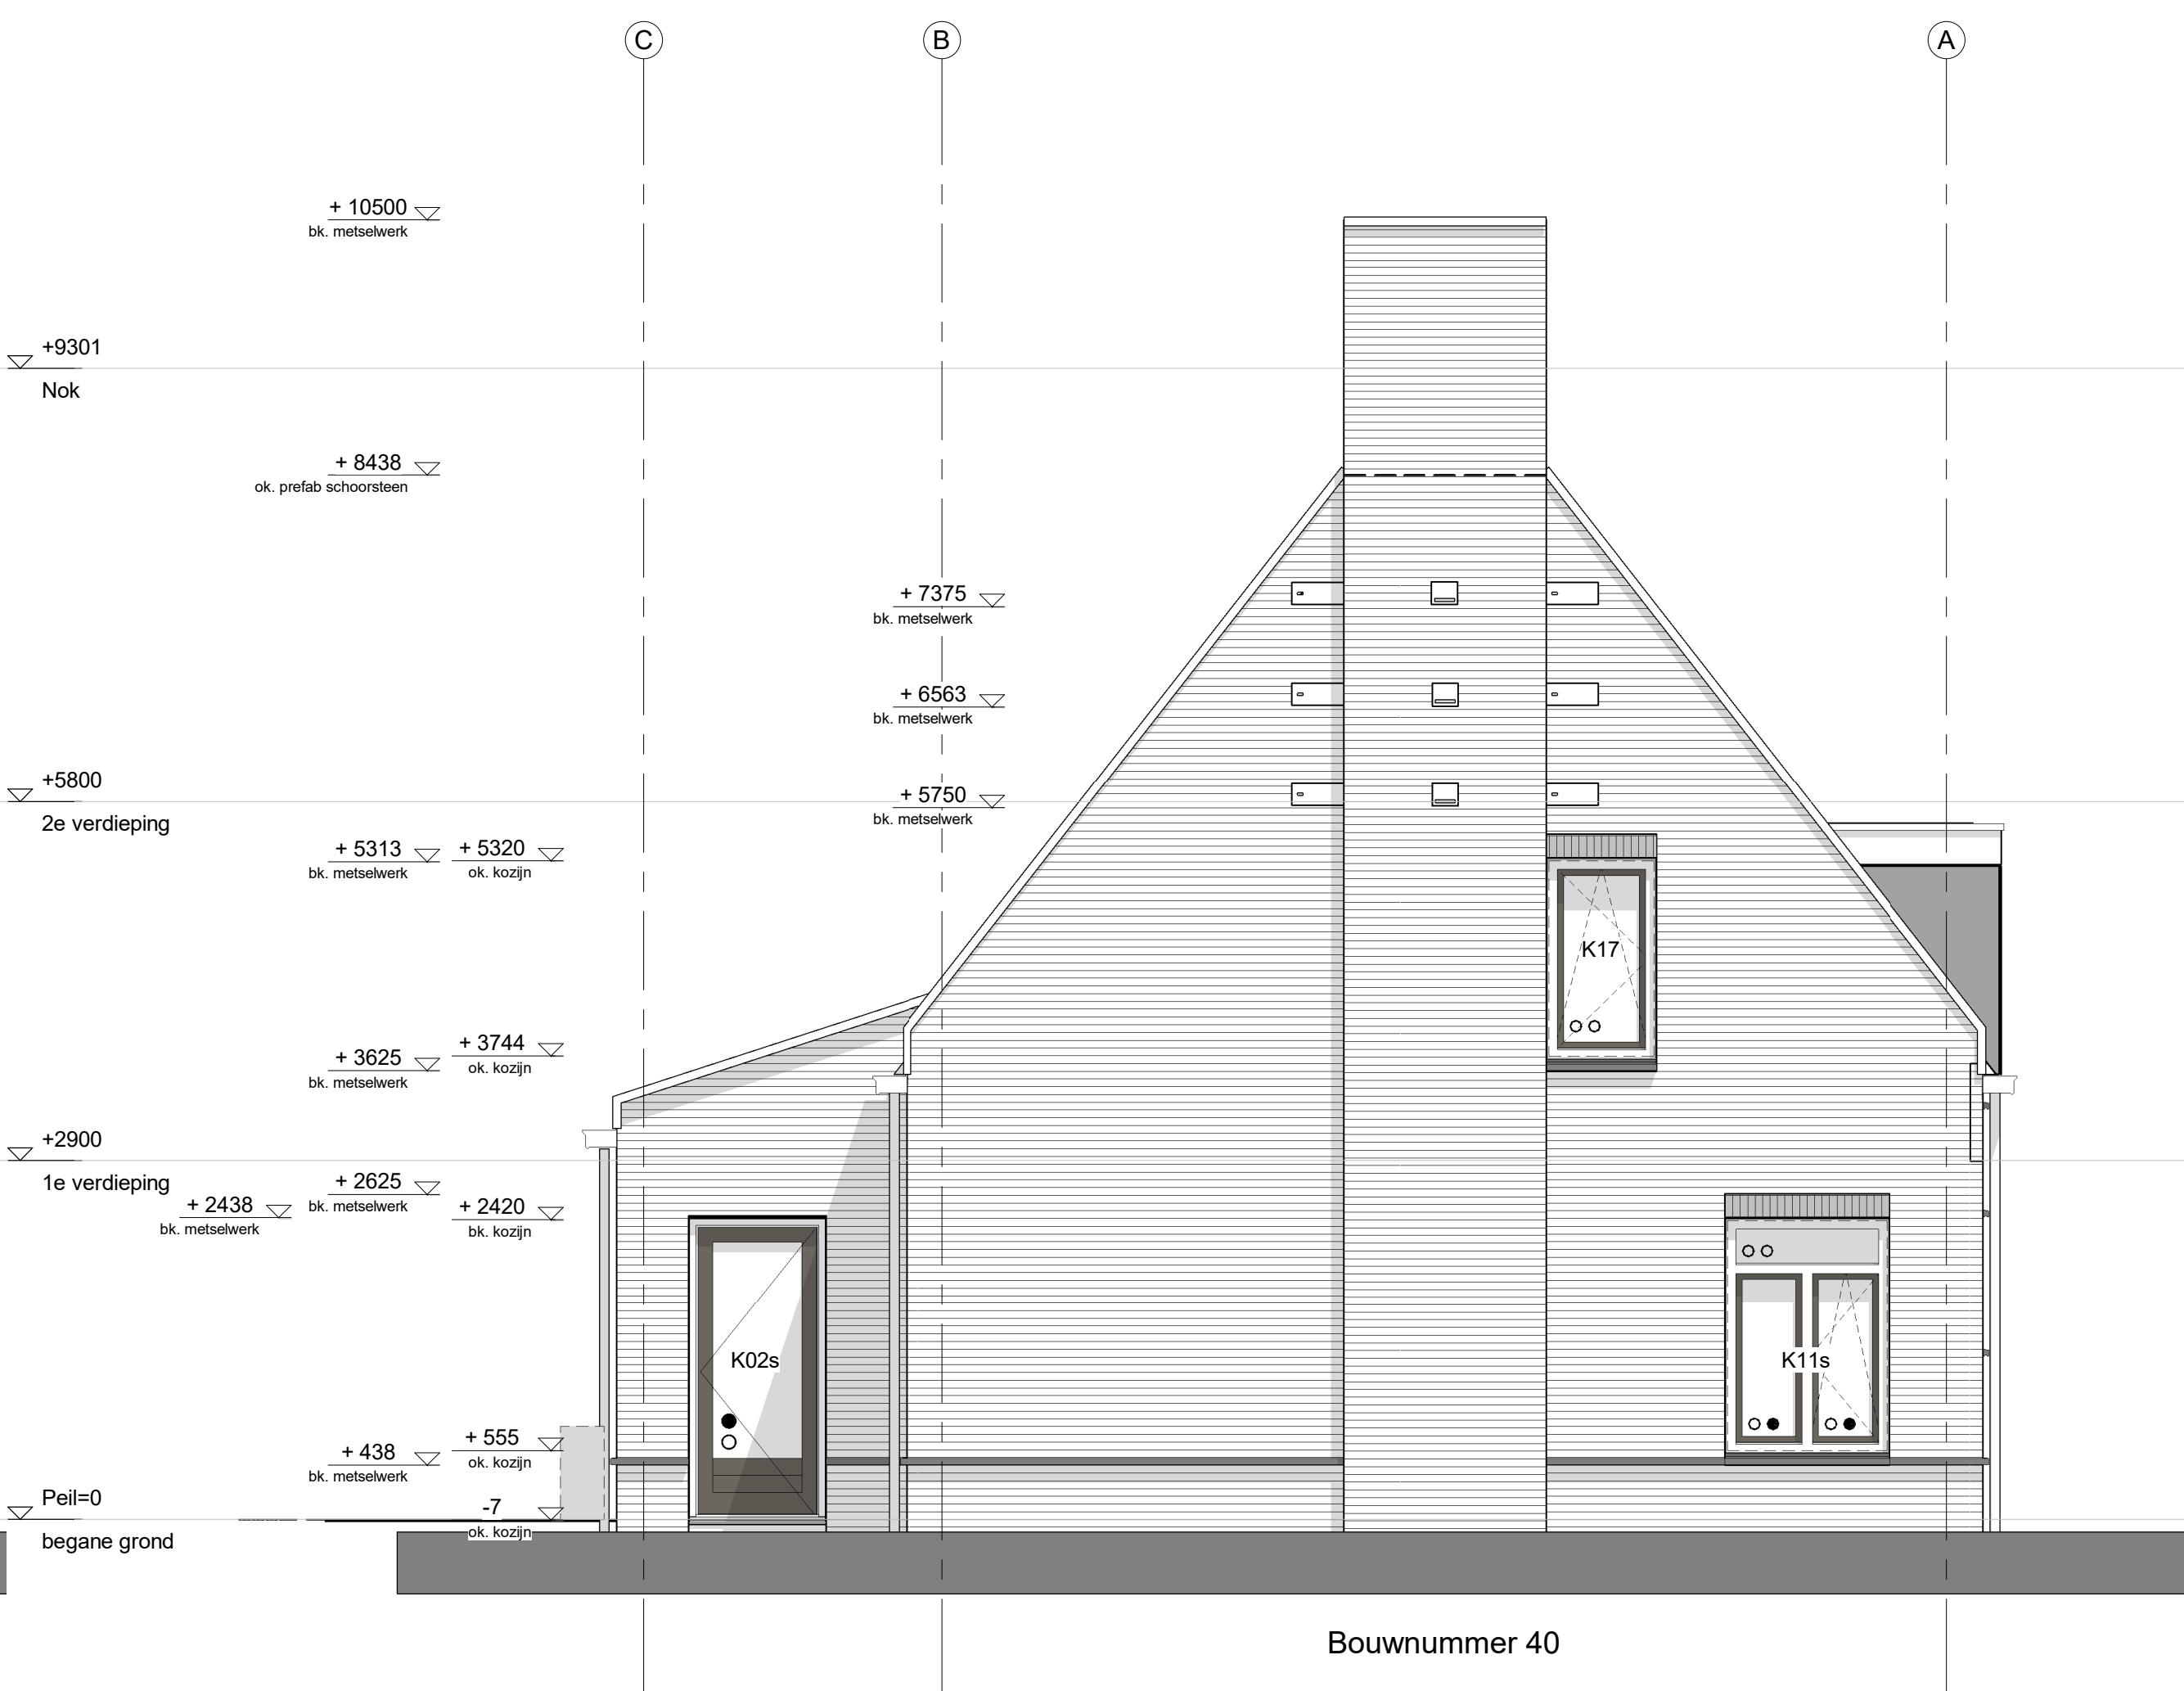 C
B
A
+ 10500
bk. metselwerk
+9301
Nok
+ 8438
ok. prefab schoorsteen
+ 7375
bk. metselwerk
+ 6563
bk. metselwerk
+5800
2e verdieping
+ 5750
bk. metselwerk
+ 5313
bk. metselwerk
+ 5320
ok. kozijn
K17
+ 3625
bk. metselwerk
+ 3744
ok. kozijn
+2900
1e verdieping
+ 2438
bk. metselwerk
+ 2625
bk. metselwerk
+ 2420
bk. kozijn
K02s
K11s
+ 438
bk. metselwerk
+ 555
ok. kozijn
Peil=0
begane grond
-7
ok. kozijn
Bouwnummer 40